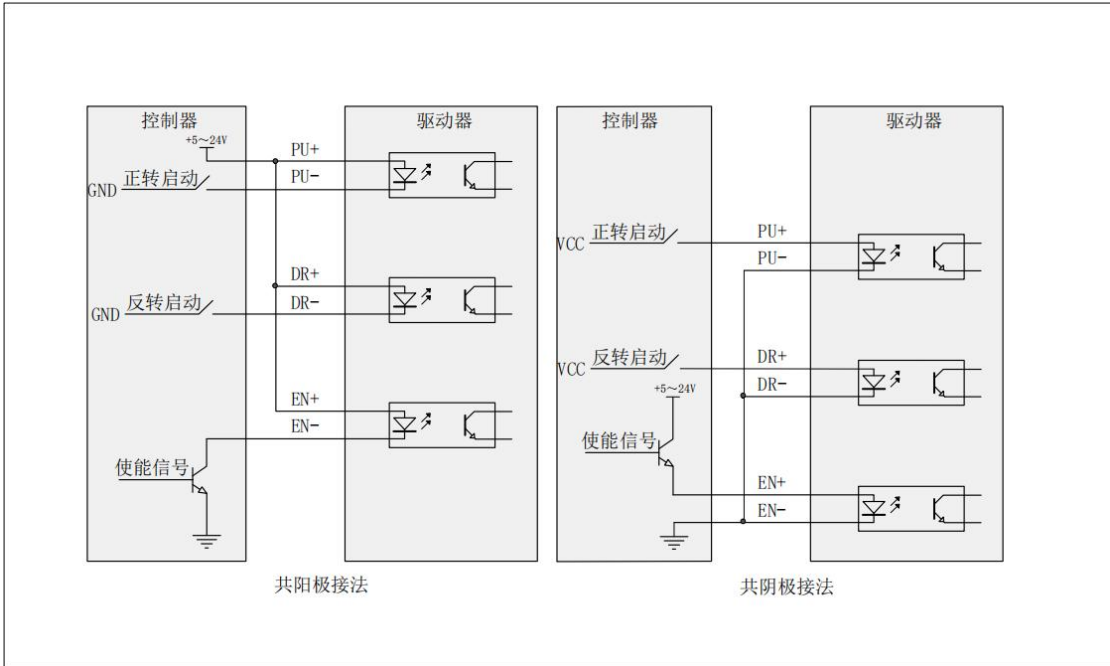 控制器
驱动器
+5～24V
PU+
正转启动
PU-
GND
DR+
反转启动
DR-
GND
EN+
EN-
使能信号
共阳极接法
控制器
驱动器
正转启动
PU+
VCC
PU-
反转启动
DR+
VCC
DR-
+5～24V
使能信号
EN+
EN-
共阴极接法